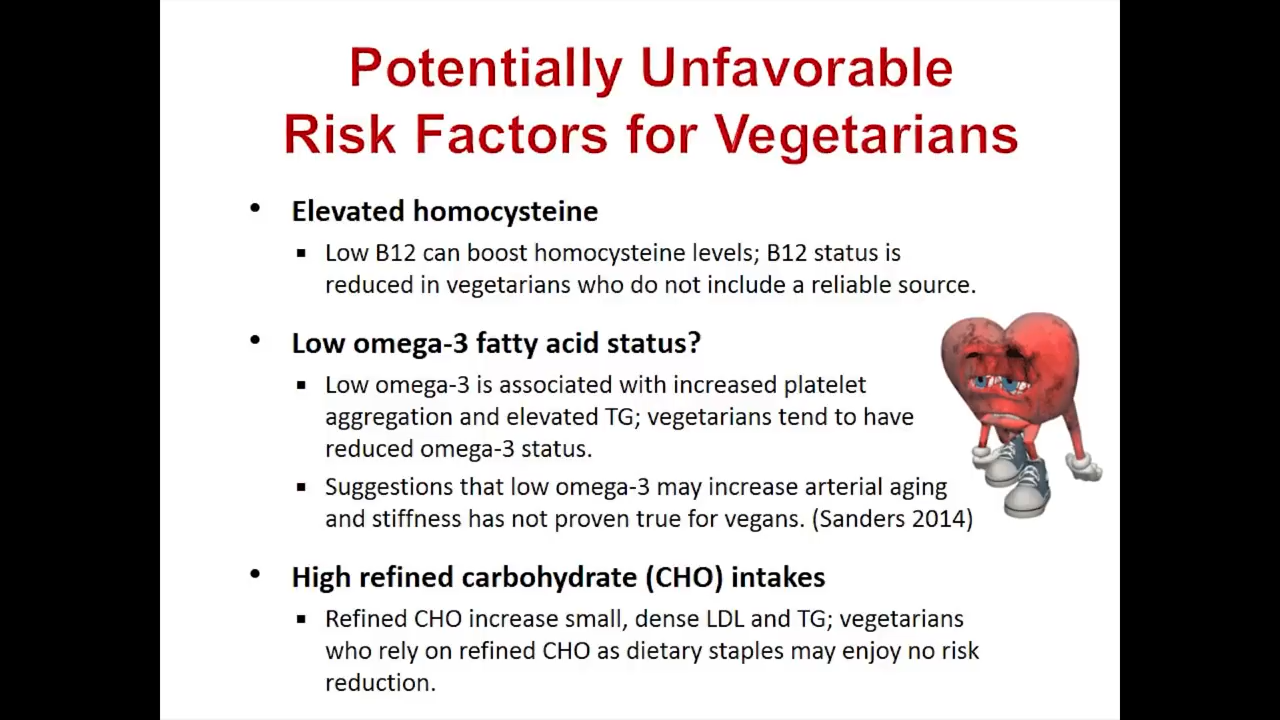 Potentially Unfavorable
Risk Factors for Vegetarians
• Elevated homocysteine
▪ Low B12 can boost homocysteine levels; B12 status is
reduced in vegetarians who do not include a reliable source.
• Low omega-3 fatty acid status?
▪ Low omega-3 is associated with increased platelet
aggregation and elevated TG; vegetarians tend to have
reduced omega-3 status.
▪ Suggestions that low omega-3 may increase arterial aging
and stiffness has not proven true for vegans. (Sanders 2014)
• High refined carbohydrate (CHO) intakes
▪ Refined CHO increase small, dense LDL and TG; vegetarians
who rely on refined CHO as dietary staples may enjoy no risk
reduction.